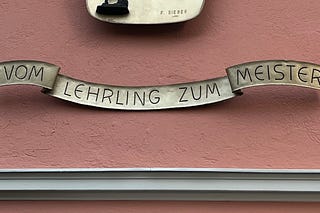 F. SIEBER
VOM LEHRLING ZUM MEISTER